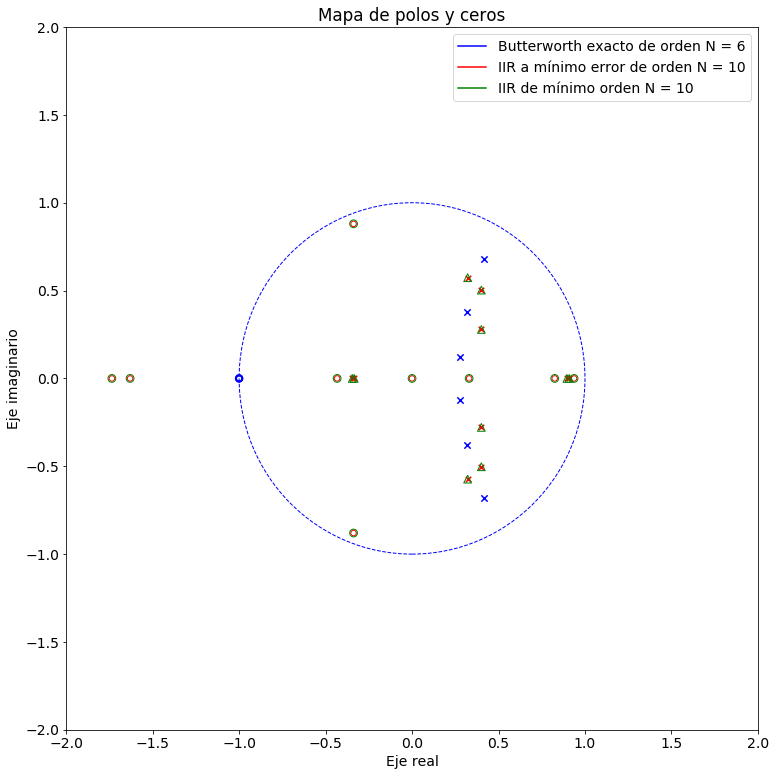 Mapa de polos y ceros
Butterworth exacto de orden N = 6
IIR a mínimo error de orden N = 10
IIR de mínimo orden N = 10
Eje imaginario
2.0
1.5
1.0
0.5
0.0
−0.5
−1.0
−1.5
−2.0
−2.0 −1.5 −1.0 −0.5 0.0 0.5 1.0 1.5 2.0
Eje real